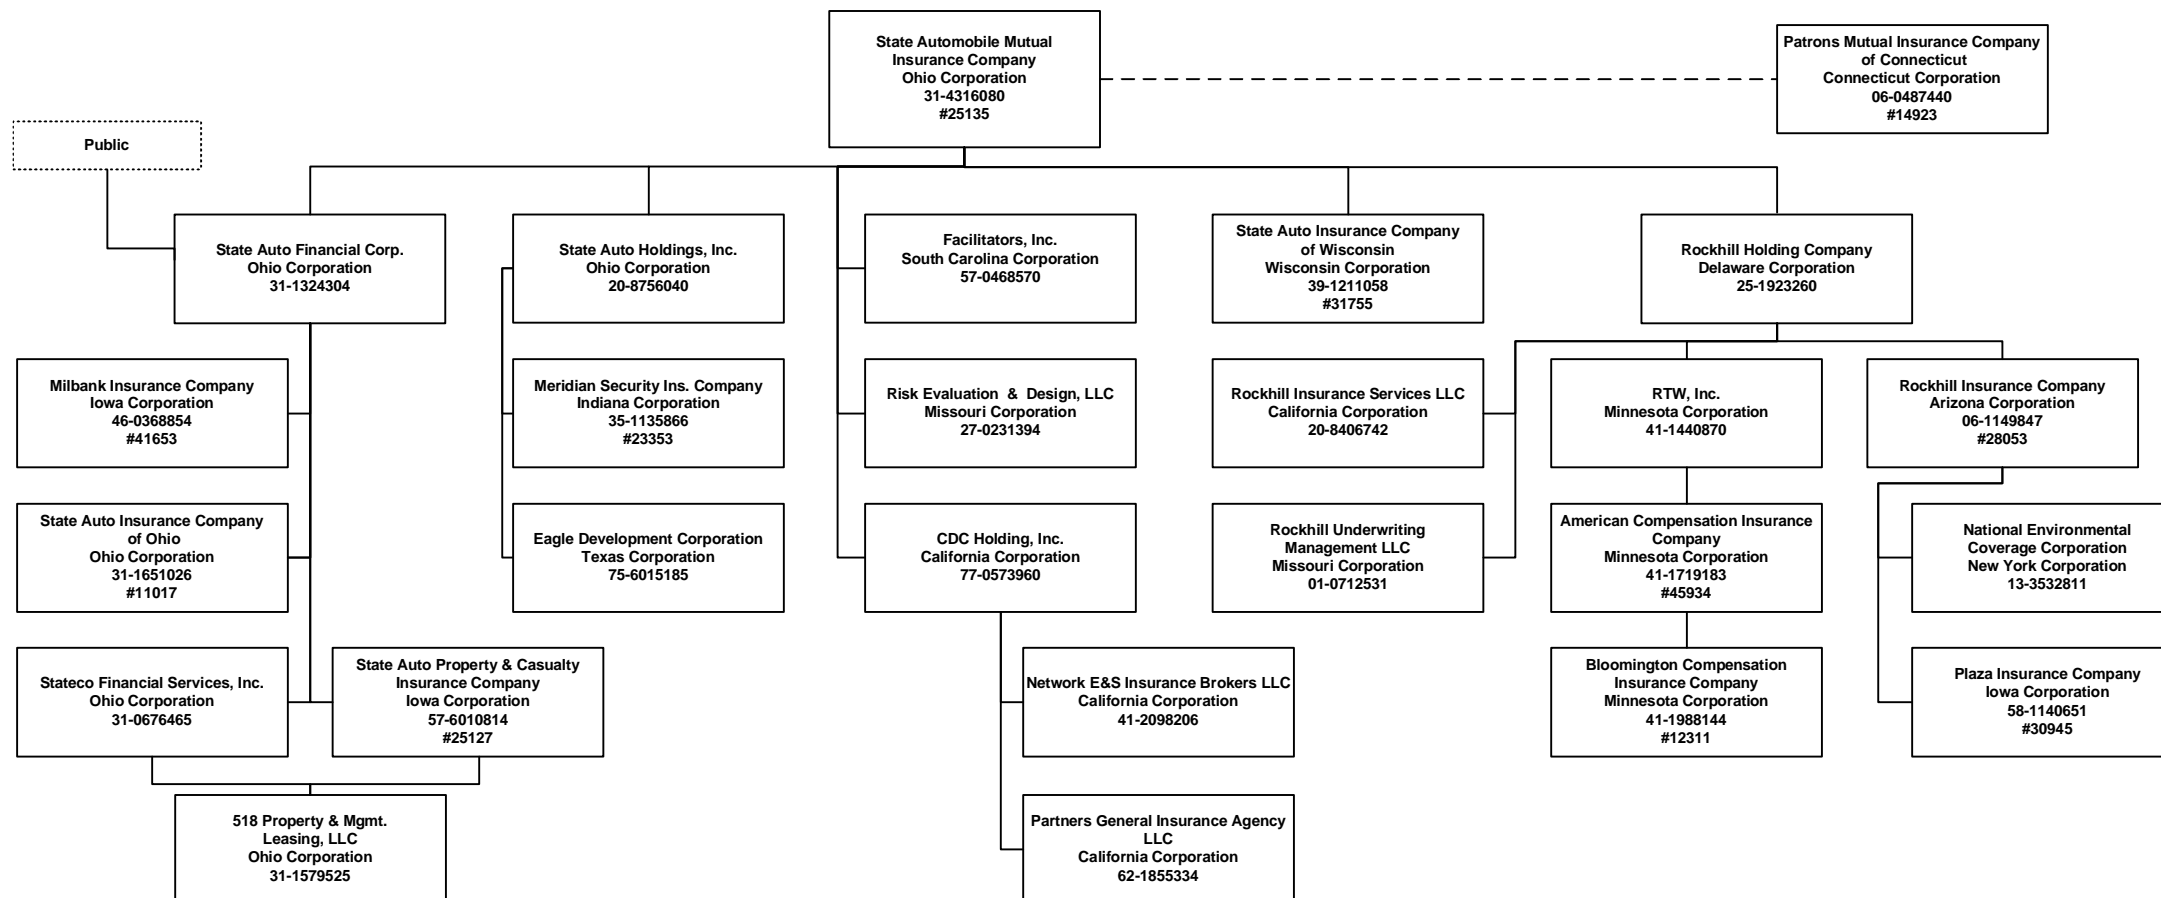 State Automobile Mutual
Insurance Company
Ohio Corporation
31-4316080
#25135
Patrons Mutual Insurance Company
of Connecticut
Connecticut Corporation
06-0487440
#14923
Public
State Auto Financial Corp.
Ohio Corporation
31-1324304
State Auto Holdings, Inc.
Ohio Corporation
20-8756040
Facilitators, Inc.
South Carolina Corporation
57-0468570
State Auto Insurance Company
of Wisconsin
Wisconsin Corporation
39-1211058
#31755
Rockhill Holding Company
Delaware Corporation
25-1923260
Milbank Insurance Company
Iowa Corporation
46-0368854
#41653
Meridian Security Ins. Company
Indiana Corporation
35-1135866
#23353
Risk Evaluation & Design, LLC
Missouri Corporation
27-0231394
Rockhill Insurance Services LLC
California Corporation
20-8406742
RTW, Inc.
Minnesota Corporation
41-1440870
Rockhill Insurance Company
Arizona Corporation
06-1149847
#28053
State Auto Insurance Company
of Ohio
Ohio Corporation
31-1651026
#11017
Eagle Development Corporation
Texas Corporation
75-6015185
CDC Holding, Inc.
California Corporation
77-0573960
Rockhill Underwriting
Management LLC
Missouri Corporation
01-0712531
American Compensation Insurance
Company
Minnesota Corporation
41-1719183
#45934
National Environmental
Coverage Corporation
New York Corporation
13-3532811
Stateco Financial Services, Inc.
Ohio Corporation
31-0676465
State Auto Property & Casualty
Insurance Company
Iowa Corporation
57-6010814
#25127
Network E&S Insurance Brokers LLC
California Corporation
41-2098206
Bloomington Compensation
Insurance Company
Minnesota Corporation
41-1988144
#12311
Plaza Insurance Company
Iowa Corporation
58-1140651
#30945
518 Property & Mgmt.
Leasing, LLC
Ohio Corporation
31-1579525
Partners General Insurance Agency
LLC
California Corporation
62-1855334